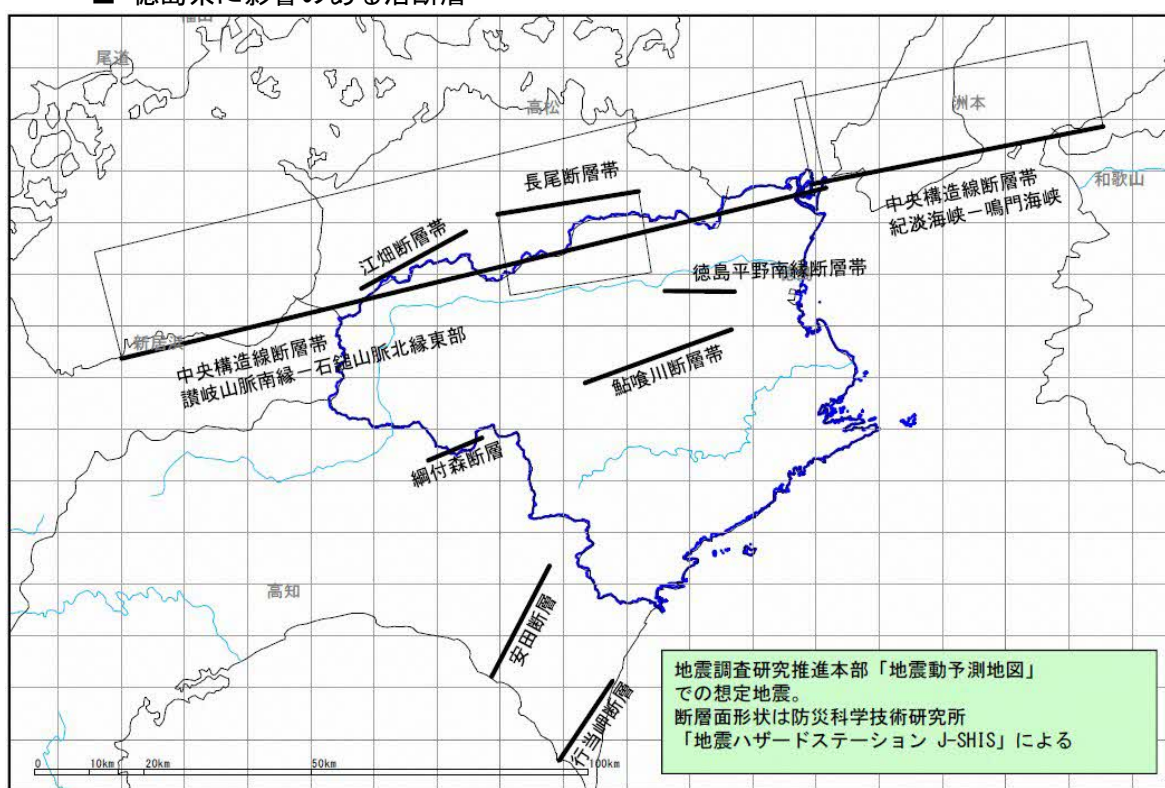 ■ 徳島県に影響のある活断層
福山
尾道
高松
洲本
長尾断層帯
和歌山
中央構造線断層帯
紀淡海峡－鳴門海峡
江畑断層帯
徳島平野南縁断層帯
新居浜
中央構造線断層帯
讃岐山脈南縁－石鎚山脈北縁東部
鮎喰川断層帯
綱付森断層
高知
安田断層
行当岬断層
地震調査研究推進本部「地震動予測地図」
での想定地震。
断層面形状は防災科学技術研究所
「地震ハザードステーション J-SHIS」による
0 10km 20km 50km 100km